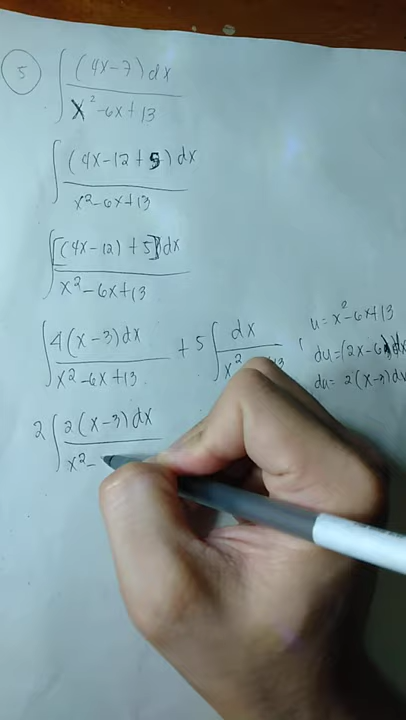 5 ∫ (4x-7)dx / x²-6x+13
∫ (4x-12+5)dx / x²-6x+13
∫ [(4x-12)+5]dx / x²-6x+13
∫ 4(x-3)dx / x²-6x+13 + 5 ∫ dx / x² 13
u = x²-6x+13
du = (2x-6)dx
du = 2(x-3)dx
2 ∫ 2(x-3)dx / x²-